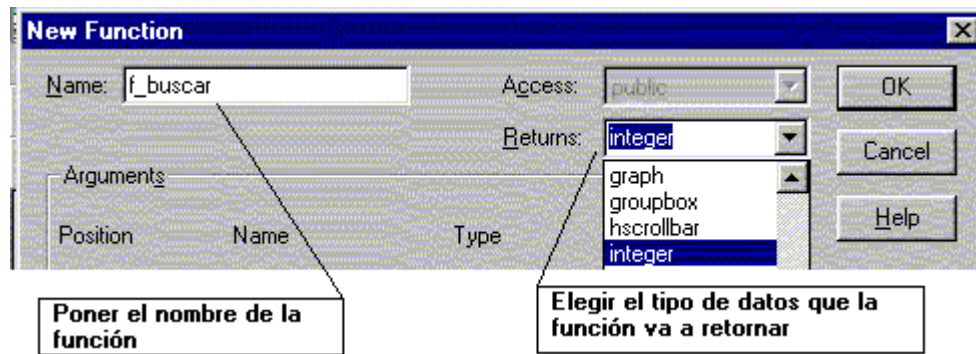 New Function
Name: f_buscar Access: public OK
Returns: integer Cancel
Arguments graph
groupbox
hscrollbar Help
Position Name Type integer
Poner el nombre de la
función
Elegir el tipo de datos que la
función va a retornar